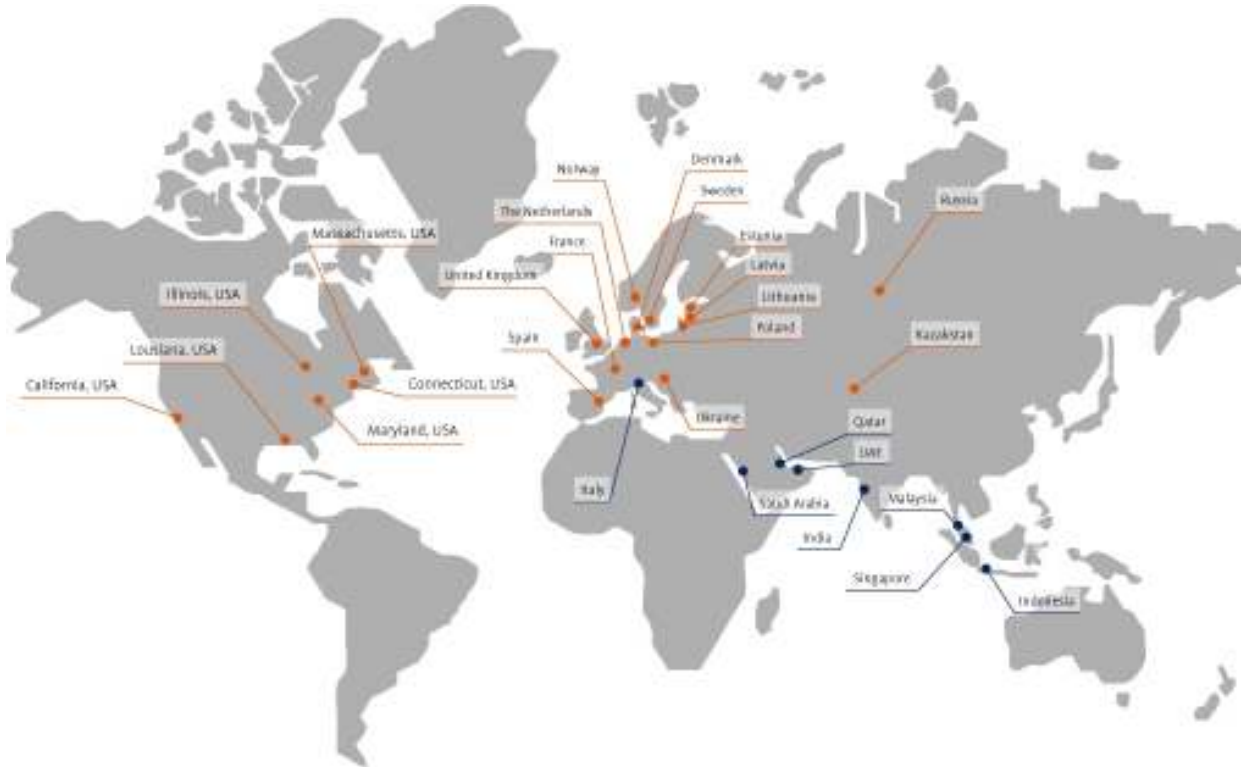 Norway
Denmark
The Netherlands
Sweden
Russia
Massachusetts, USA
France
Estonia
United Kingdom
Latvia
Illinois, USA
Lithuania
Spain
Poland
Kazakstan
Louisiana, USA
California, USA
Connecticut, USA
Maryland, USA
Ukraine
Qatar
UAE
Italy
Saudi Arabia
Malaysia
India
Singapore
Indonesia